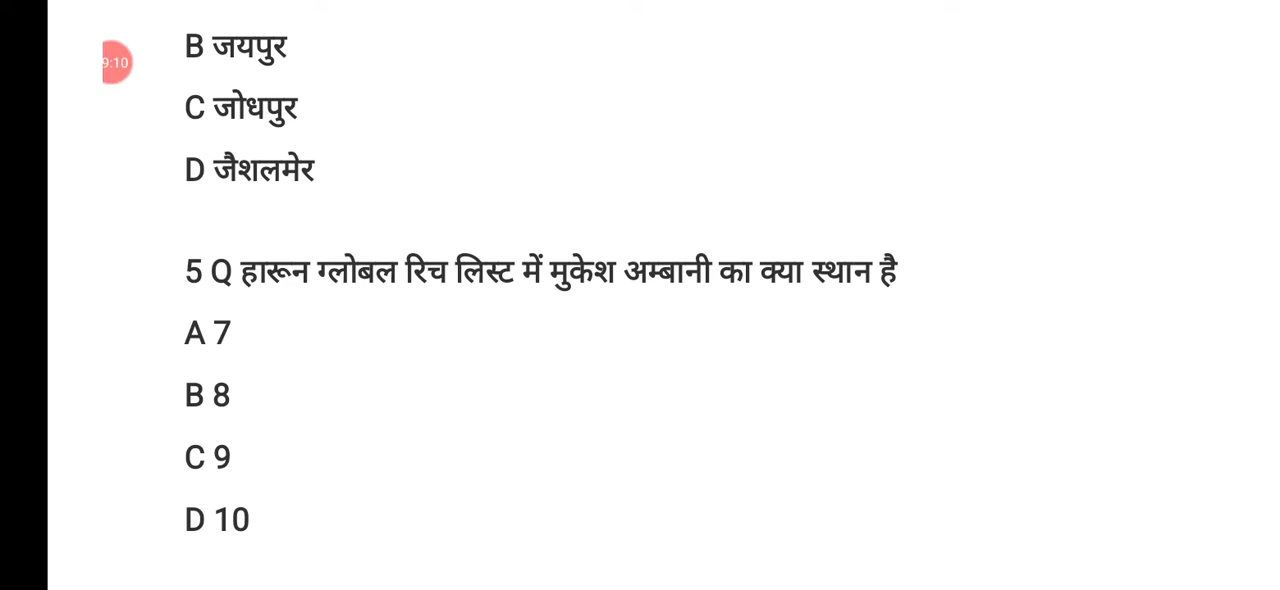 B जयपुर
9:10
C जोधपुर
D जैशलमेर
5 Q हारून ग्लोबल रिच लिस्ट में मुकेश अम्बानी का क्या स्थान है
A 7
B 8
C 9
D 10